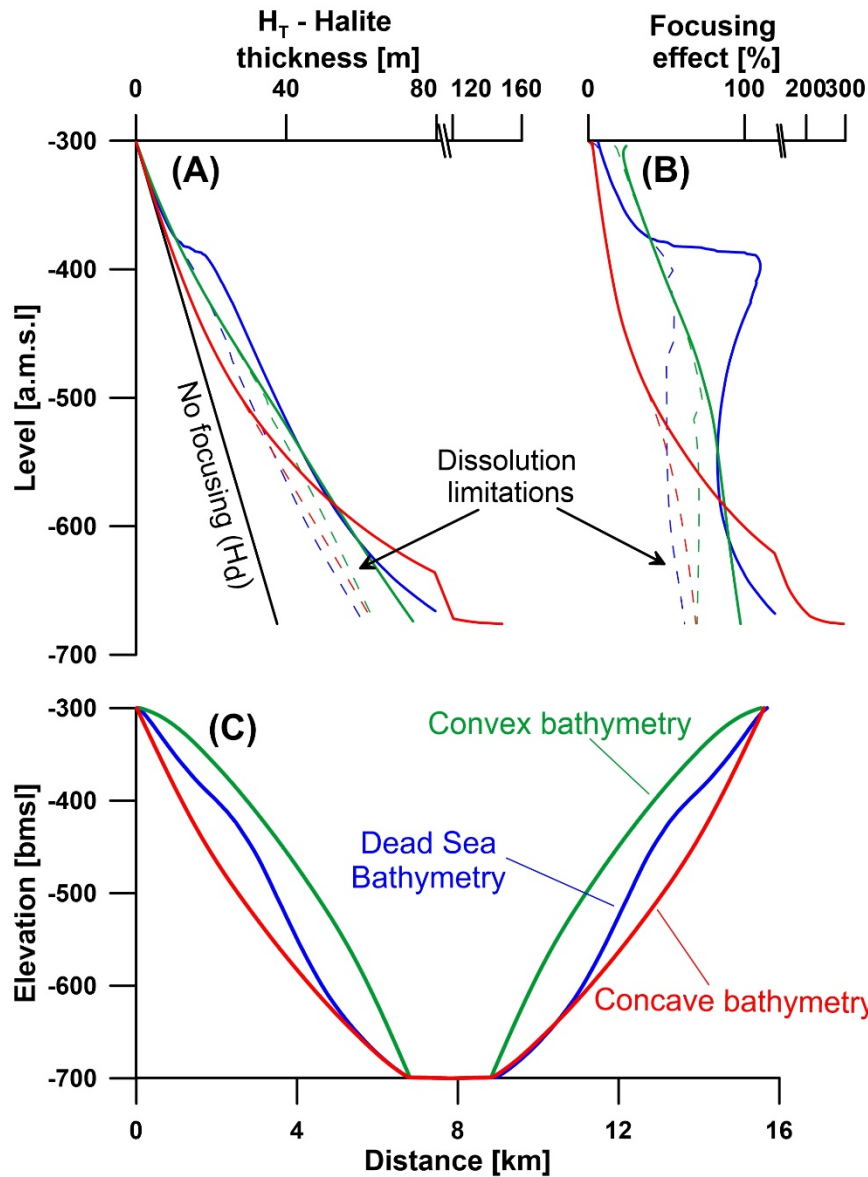 H_T - Halite
thickness [m]
Focusing
effect [%]
0 40 80 120 160
0 100 200 300
(A)
(B)
-300
-400
-500
-600
-700
Level [a.m.s.l]
No focusing (H_d)
Dissolution
limitations
(C)
-300
-400
-500
-600
-700
Elevation [bmsl]
Convex bathymetry
Dead Sea
Bathymetry
Concave bathymetry
0 4 8 12 16
Distance [km]